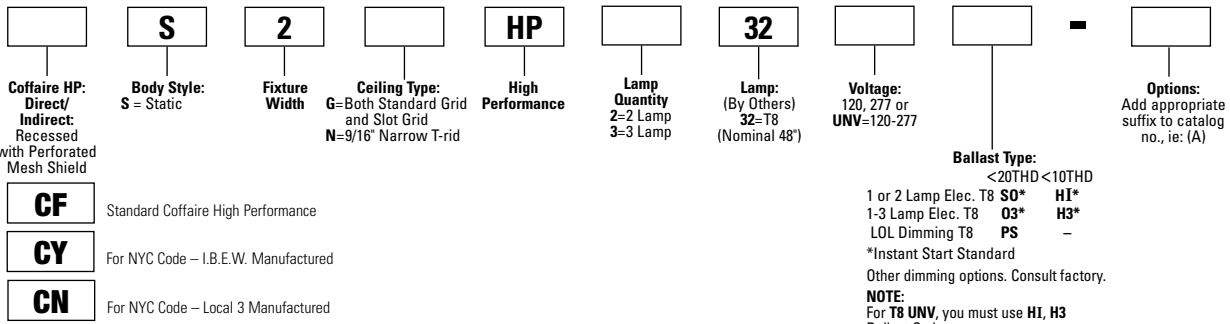 S 2 HP 32 -
Coffaire HP:
Direct/
Indirect:
Recessed
with Perforated
Mesh Shield
Body Style:
S = Static
Fixture
Width
Ceiling Type:
G=Both Standard Grid
and Slot Grid
N=9/16" Narrow T-rid
High
Performance
Lamp
Quantity
2=2 Lamp
3=3 Lamp
Lamp:
(By Others)
32=T8
(Nominal 48")
Voltage:
120, 277 or
UNV=120-277
Options:
Add appropriate
suffix to catalog
no., ie: (A)
Ballast Type:
<20THD <10THD
1 or 2 Lamp Elec. T8 SO* HI*
1-3 Lamp Elec. T8 O3* H3*
LOL Dimming T8 PS –
*Instant Start Standard
Other dimming options. Consult factory.
NOTE:
For T8 UNV, you must use HI, H3
CF Standard Coffaire High Performance
CY For NYC Code – I.B.E.W. Manufactured
CN For NYC Code – Local 3 Manufactured